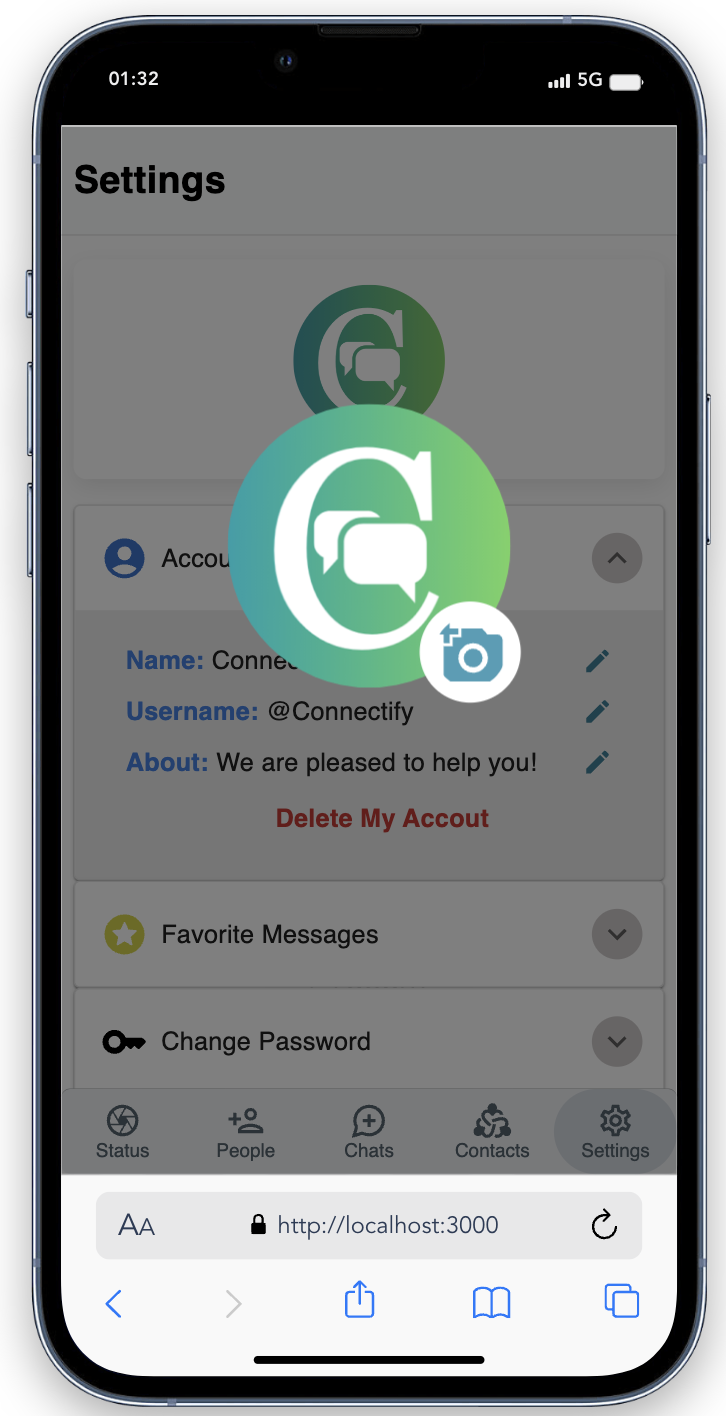 01:32
5G
Settings
C
C
Accou
Name: Connec
Username: @Connectify
About: We are pleased to help you!
Delete My Accout
Favorite Messages
Change Password
Status People Chats Contacts Settings
AA http://localhost:3000